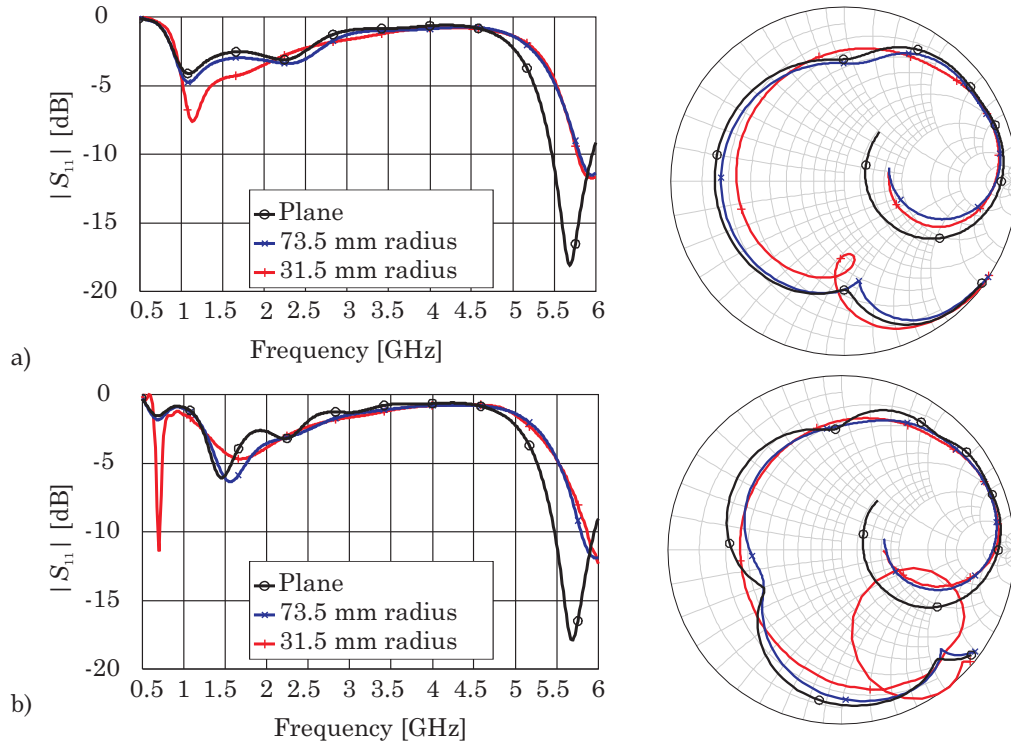 0
-5
-10
-15
-20
| S11 | [dB]
Plane
73.5 mm radius
31.5 mm radius
0.5 1 1.5 2 2.5 3 3.5 4 4.5 5 5.5 6
Frequency [GHz]
a)
0
-5
-10
-15
-20
| S11 | [dB]
Plane
73.5 mm radius
31.5 mm radius
0.5 1 1.5 2 2.5 3 3.5 4 4.5 5 5.5 6
Frequency [GHz]
b)